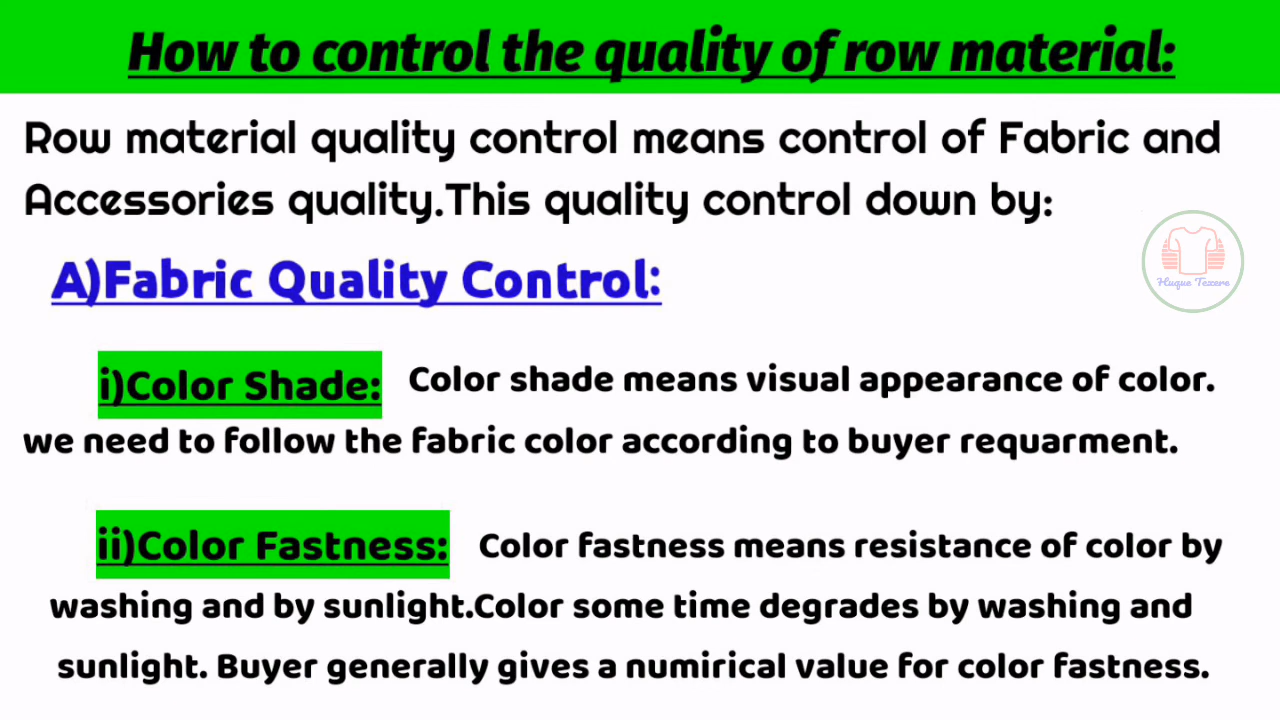 How to control the quality of row material:
Row material quality control means control of Fabric and
Accessories quality.This quality control down by:
A)Fabric Quality Control:
Huque Texere
i)Color Shade: Color shade means visual appearance of color.
we need to follow the fabric color according to buyer requarment.
ii)Color Fastness: Color fastness means resistance of color by
washing and by sunlight.Color some time degrades by washing and
sunlight. Buyer generally gives a numirical value for color fastness.